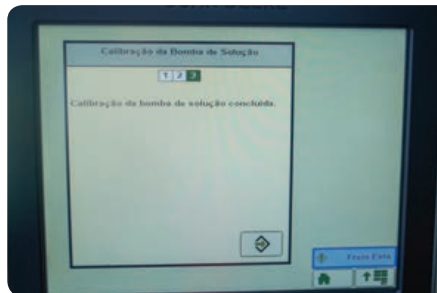 Calibração da Bomba de Solução
1 2 3
Calibração da bomba de solução concluída.